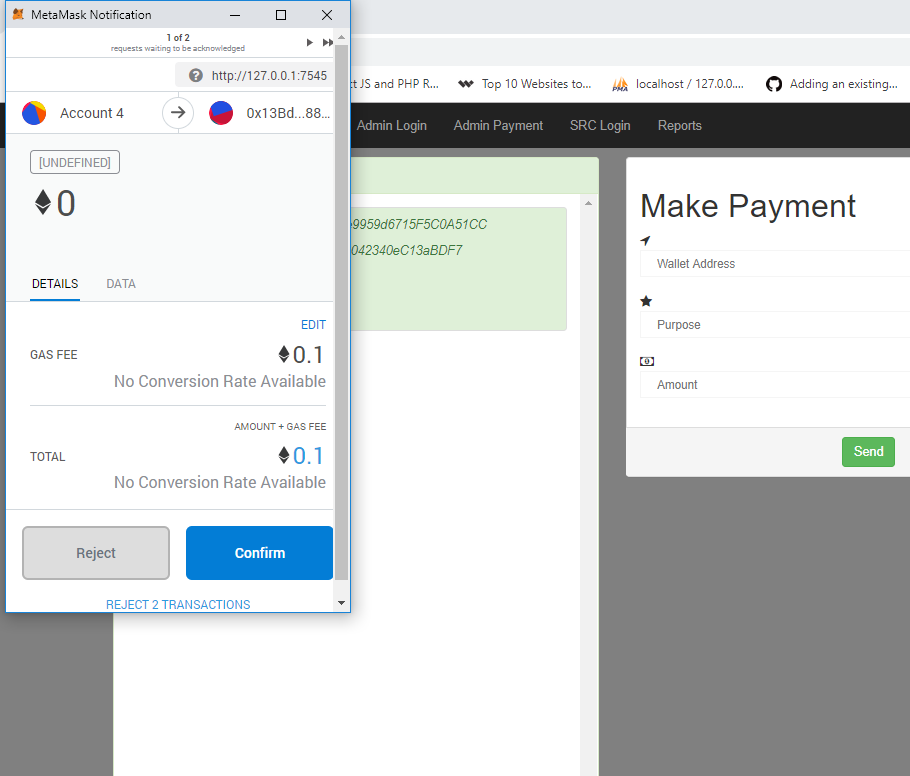 MetaMask Notification
1 of 2
requests waiting to be acknowledged
http://127.0.0.1:7545
Account 4
0x13Bd...88...
[UNDEFINED]
0
DETAILS
DATA
EDIT
GAS FEE
0.1
No Conversion Rate Available
AMOUNT + GAS FEE
TOTAL
0.1
No Conversion Rate Available
Reject
Confirm
REJECT 2 TRANSACTIONS
ct JS and PHP R...
Top 10 Websites to...
PMA
localhost / 127.0.0....
Adding an existing...
Admin Login
Admin Payment
SRC Login
Reports
e9959d6715F5C0A51CC
042340eC13aBDF7
Make Payment
Wallet Address
Purpose
Amount
Send